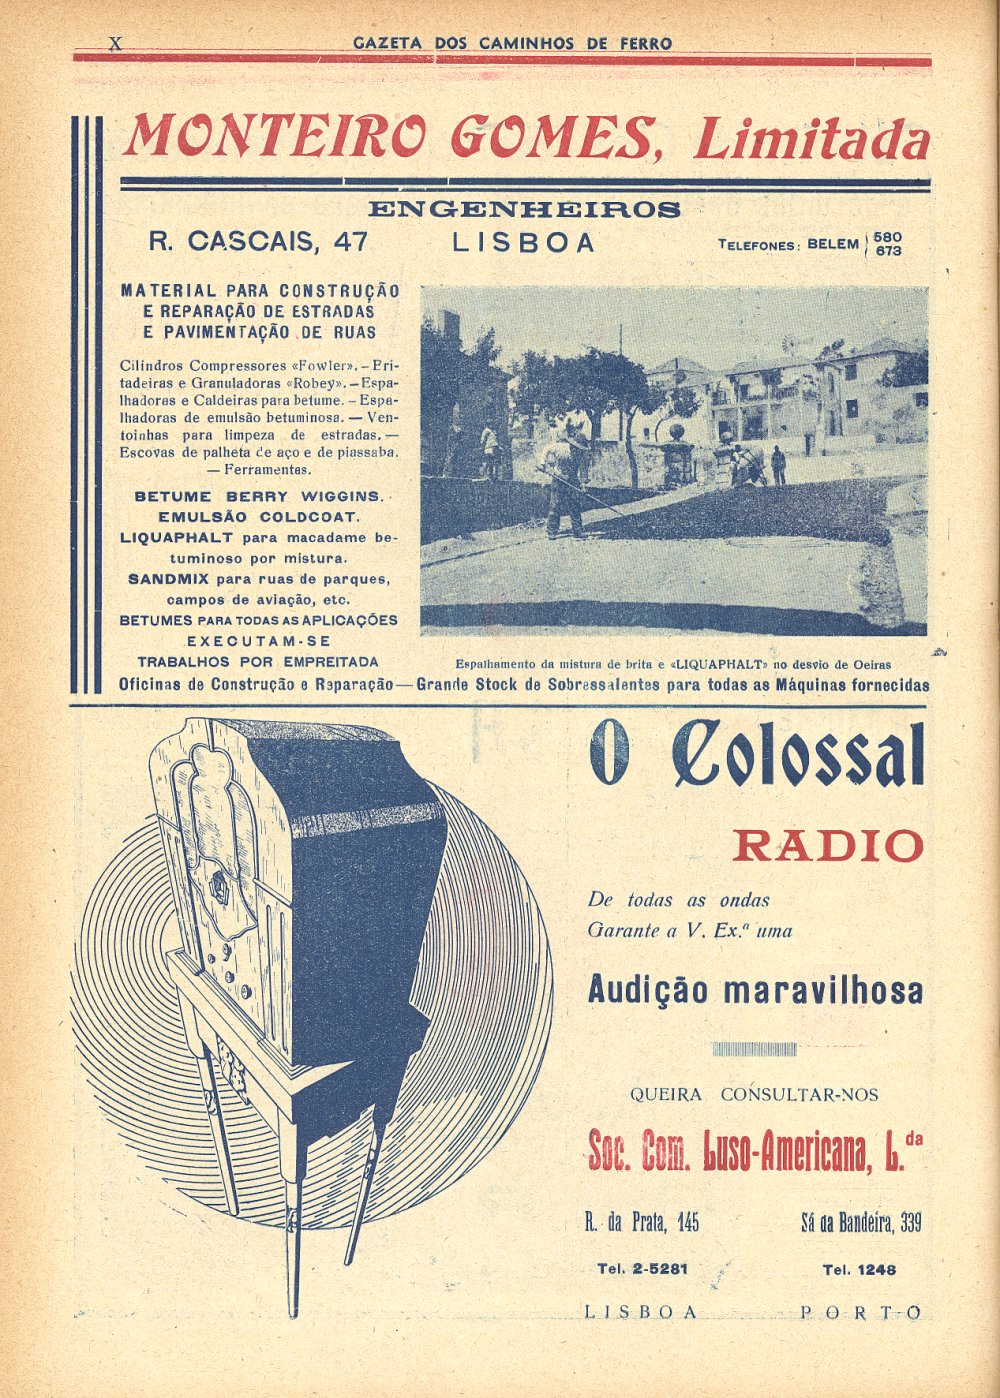 X
GAZETA DOS CAMINHOS DE FERRO
MONTEIRO GOMES, Limitada
ENGENHEIROS
R. CASCAIS, 47 LISBOA TELEFONES: BELEM 580 673
MATERIAL PARA CONSTRUÇÃO
E REPARAÇÃO DE ESTRADAS
E PAVIMENTAÇÃO DE RUAS
Cilindros Compressores «Fowler».—Bri-
tadeiras e Granuladoras «Robey».—Espa-
lhadoras e Caldeiras para betume.—Espa-
lhadoras de emulsão betuminosa.—Ven-
toinhas para limpeza de estradas.—
Escovas de palheta de aço e de piassaba.
—Ferramentas.
BETUME BERRY WIGGINS.
EMULSÃO COLDCOAT.
LIQUAPHALT para macadame be-
tuminoso por mistura.
SANDMIX para ruas de parques,
campos de aviação, etc.
BETUMES PARA TODAS AS APLICAÇÕES
EXECUTAM-SE
TRABALHOS POR EMPREITADA
Espalhamento da mistura de brita e «LIQUAPHALT» no desvio de Oeiras
Oficinas de Construção e Reparação—Grande Stock de Sobressalentes para todas as Máquinas fornecidas
O Colossal
RADIO
De todas as ondas
Garante a V. Ex.ª uma
Audição maravilhosa
QUEIRA CONSULTAR-NOS
Soc. Com. Luso-Americana, L.da
R. da Prata, 145 Sá da Bandeira, 339
Tel. 2-5281 Tel. 1248
LISBOA PORTO